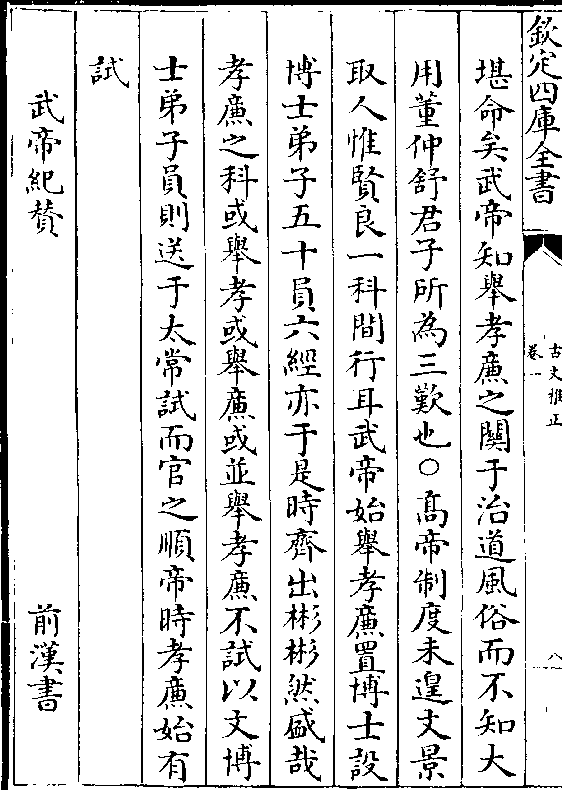 欽定四庫全書
古文雅正
卷一
八
堪命矣武帝知舉孝廉之關于治道風俗而不知大
用董仲舒君子所為三歎也○高帝制度未遑文景
取人惟賢良一科間行耳武帝始舉孝廉置博士設
博士弟子五十員六經亦于是時齊出彬彬然盛哉
孝廉之科或舉孝或舉廉或並舉孝廉不試以文博
士弟子員則送于太常試而官之順帝時孝廉始有
試
武帝紀贊
前漢書